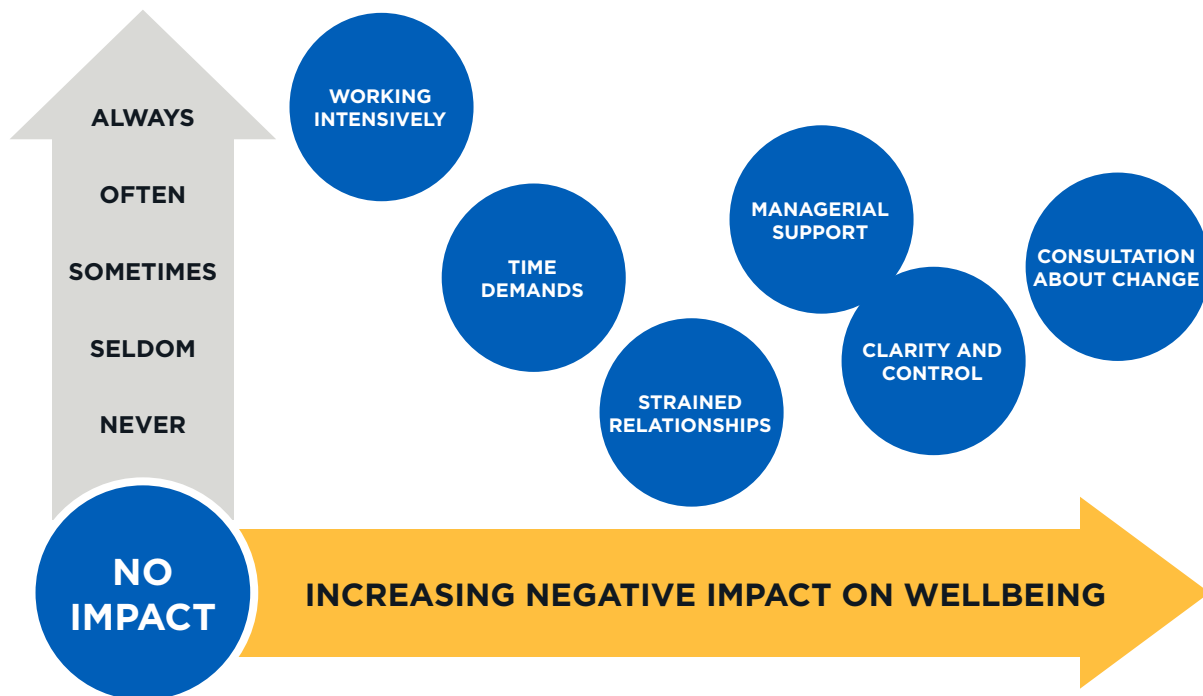 ALWAYS
OFTEN
SOMETIMES
SELDOM
NEVER
NO
IMPACT
WORKING
INTENSIVELY
TIME
DEMANDS
STRAINED
RELATIONSHIPS
MANAGERIAL
SUPPORT
CLARITY AND
CONTROL
CONSULTATION
ABOUT CHANGE
INCREASING NEGATIVE IMPACT ON WELLBEING